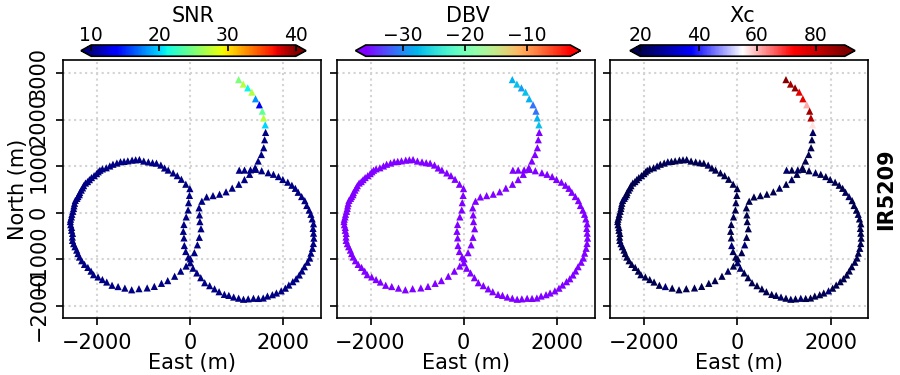 SNR DBV Xc
10 20 30 40 −30 −20 −10 20 40 60 80
3000
2000
1000
0
−1000
−2000
North (m)
−2000 0 2000 −2000 0 2000 −2000 0 2000
East (m) East (m) East (m)
IR5209